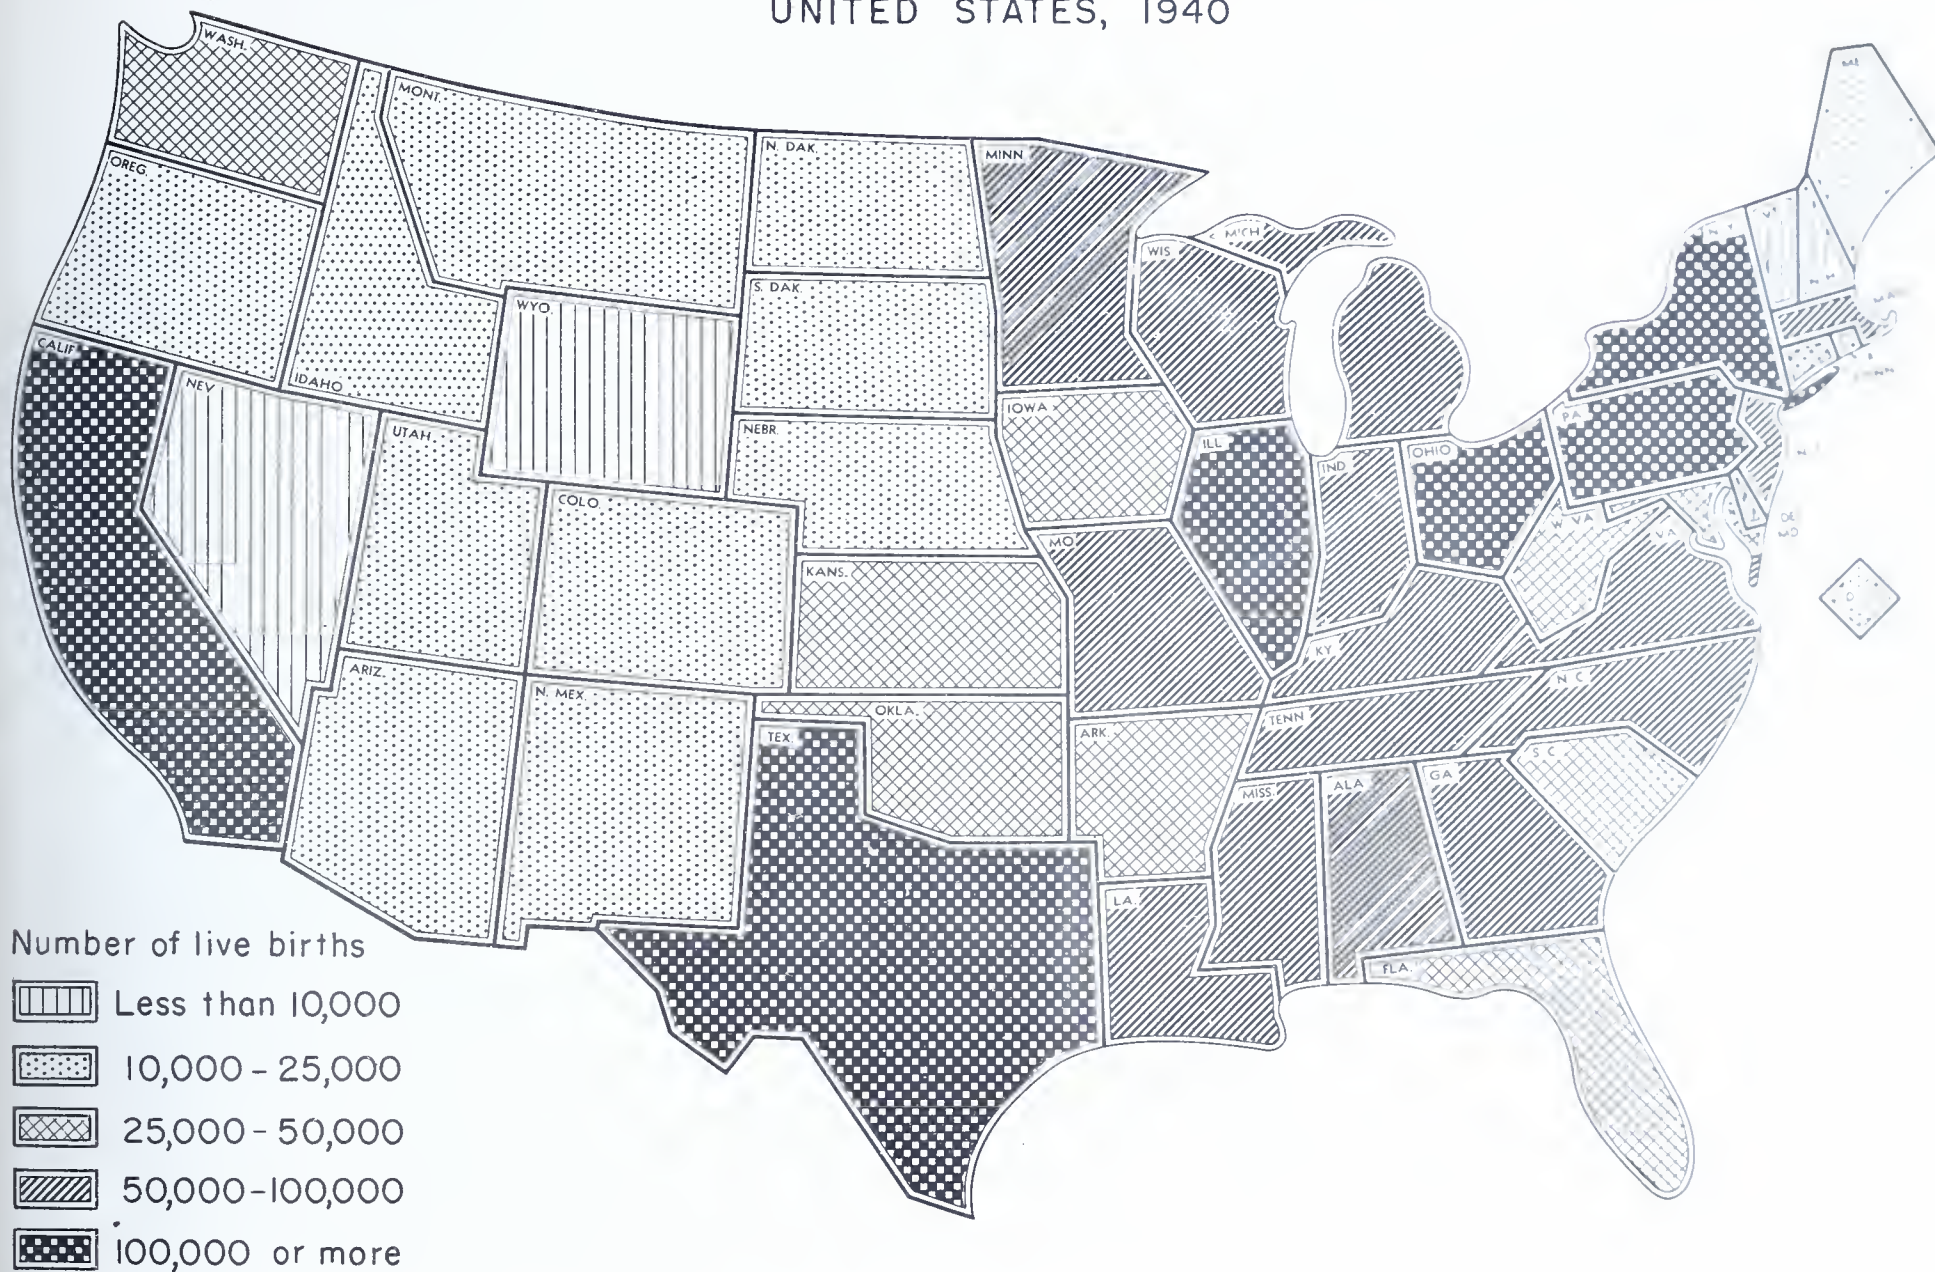 UNITED STATES, 1940
WASH.
MONT.
N. DAK.
MINN
OREG.
WIS
MICH
N.Y.
VT
N H
S. DAK.
WYO.
CALIF
NEV
IDAHO
UTAH
NEBR.
IOWA
ILL
IND
OHIO
PA
N.J.
CONN
COLO.
KANS.
MO
W VA
VA
DE
MD
ARIZ.
N. MEX.
OKLA.
KY
N C
TENN
TEX.
ARK.
S C
MISS.
ALA
GA
LA.
FLA.
Number of live births
Less than 10,000
10,000 - 25,000
25,000 - 50,000
50,000 - 100,000
100,000 or more